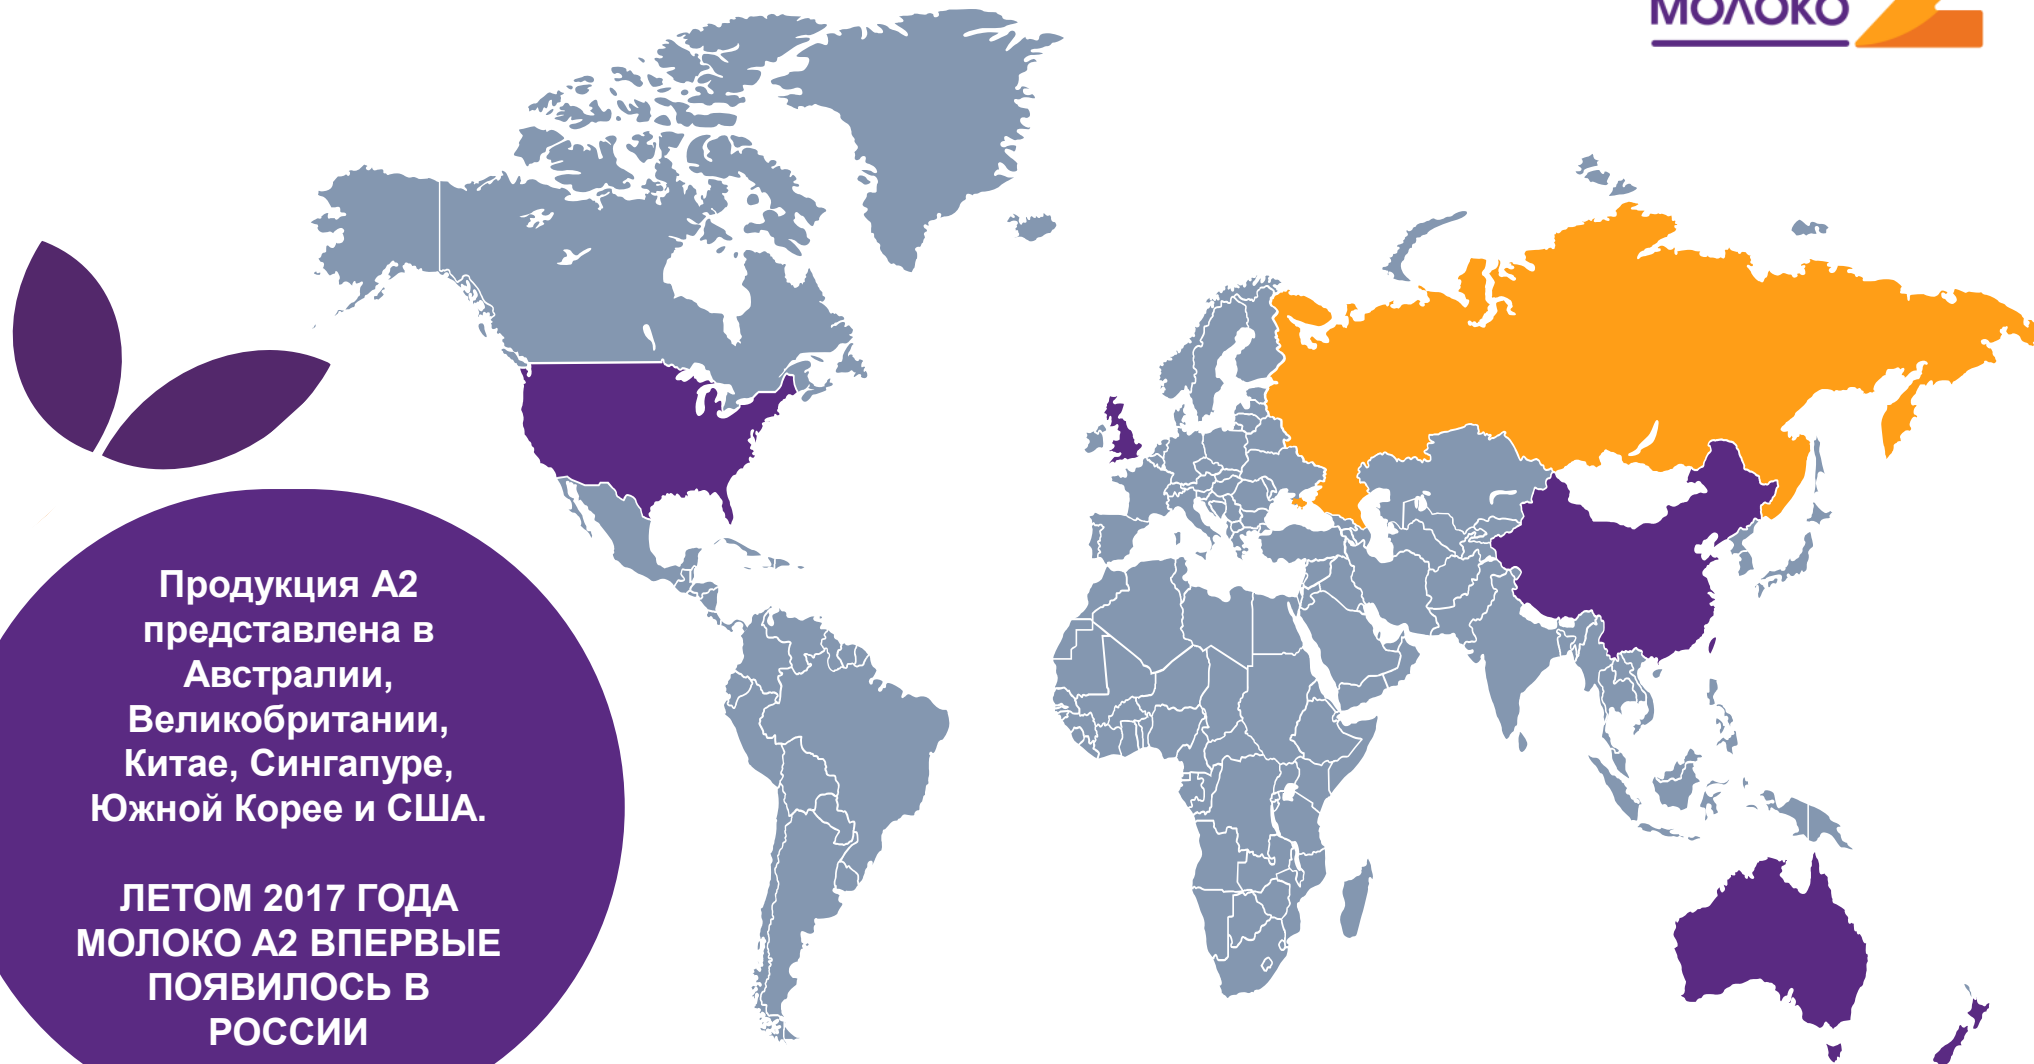 МОЛОКО
Продукция А2
представлена в
Австралии,
Великобритании,
Китае, Сингапуре,
Южной Корее и США.
ЛЕТОМ 2017 ГОДА
МОЛОКО А2 ВПЕРВЫЕ
ПОЯВИЛОСЬ В
РОССИИ